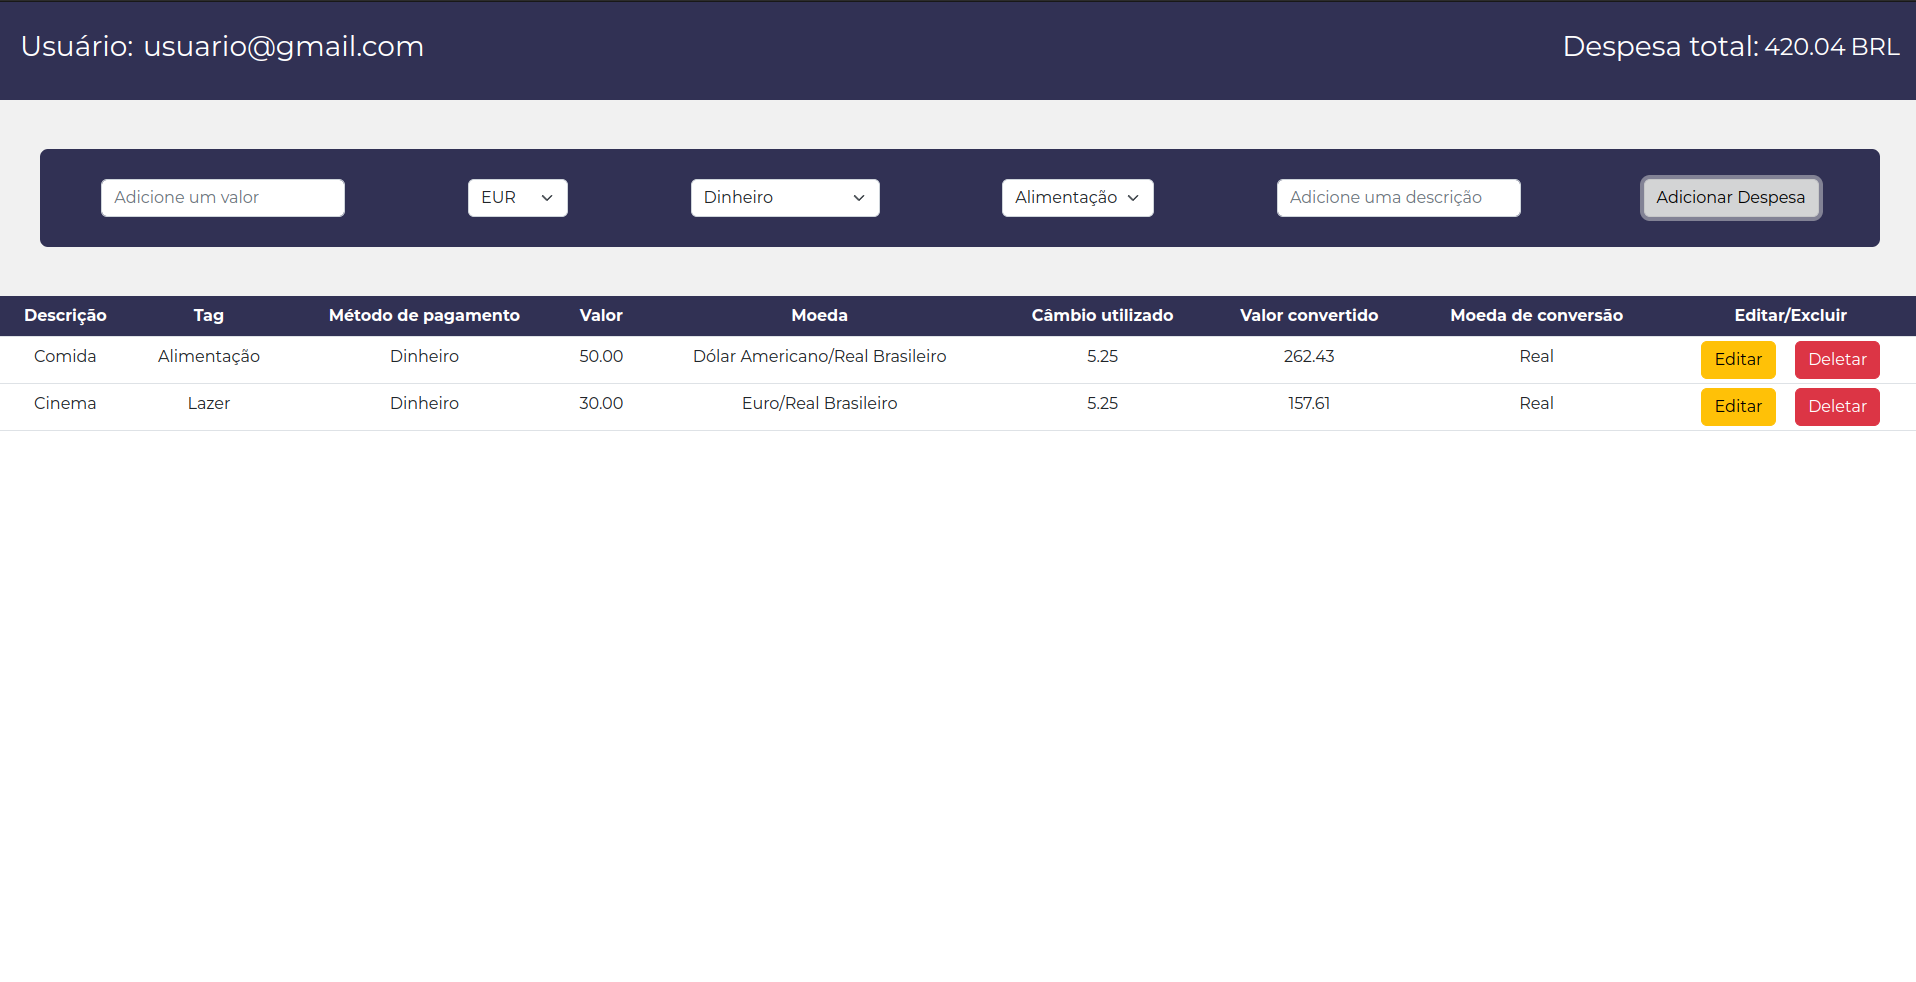 Usuário: usuario@gmail.com Despesa total: 420.04 BRL
Adicione um valor EUR Dinheiro Alimentação Adicione uma descrição Adicionar Despesa
Descrição Tag Método de pagamento Valor Moeda Câmbio utilizado Valor convertido Moeda de conversão Editar/Excluir
Comida Alimentação Dinheiro 50.00 Dólar Americano/Real Brasileiro 5.25 262.43 Real Editar Deletar
Cinema Lazer Dinheiro 30.00 Euro/Real Brasileiro 5.25 157.61 Real Editar Deletar